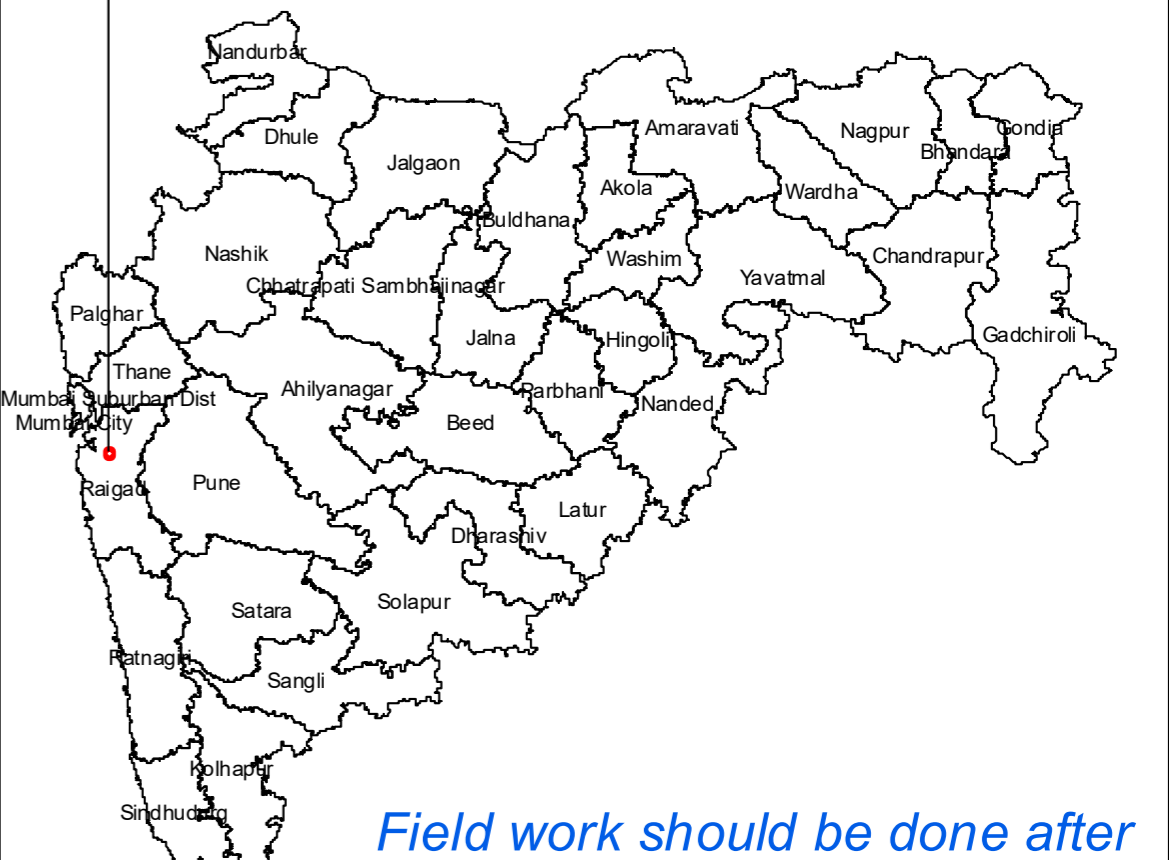 Nandurbar
Dhule
Jalgaon
Amaravati
Nagpur
Gondia
Bhandara
Akola
Wardha
Buldhana
Nashik
Washim
Chandrapur
Chhatrapati Sambhajinagar
Yavatmal
Palghar
Jalna
Hingoli
Gadchiroli
Thane
Ahilyanagar
Parbhani
Mumbai Suburban Dist
Nanded
Mumbai City
Beed
Raigad
Pune
Latur
Dharashiv
Satara
Solapur
Ratnagiri
Sangli
Kolhapur
Sindhudurg
Field work should be done after